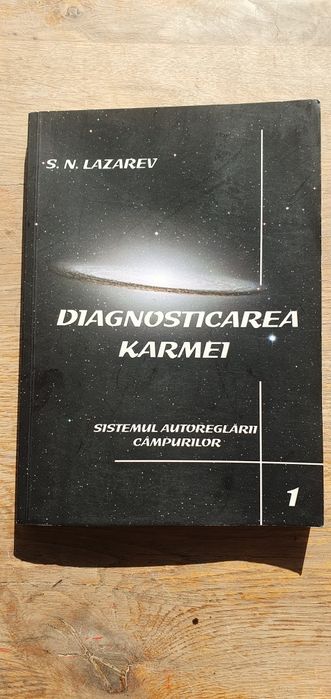 S. N. LAZAREV
DIAGNOSTICAREA
KARMEI
SISTEMUL AUTOREGLĂRII
CÂMPURILOR
1